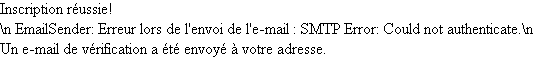 Inscription réussie!
\n EmailSender: Erreur lors de l'envoi de l'e-mail : SMTP Error: Could not authenticate.\n
Un e-mail de vérification a été envoyé à votre adresse.